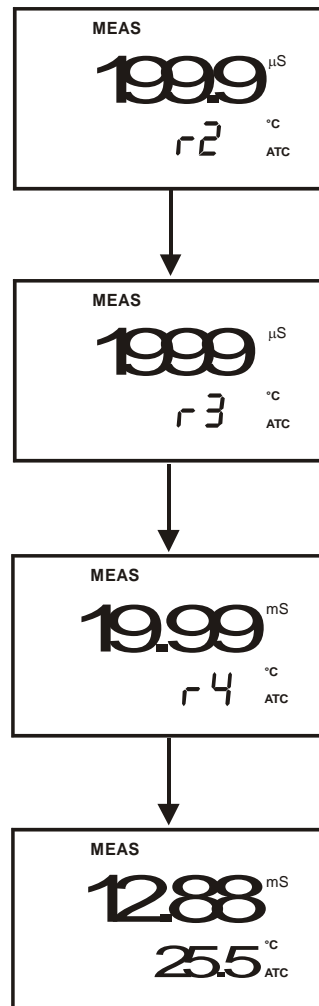 MEAS
199.9 µS
r2 °C
ATC
MEAS
1999 µS
r3 °C
ATC
MEAS
19.99 mS
r4 °C
ATC
MEAS
12.88 mS
25.5 °C
ATC